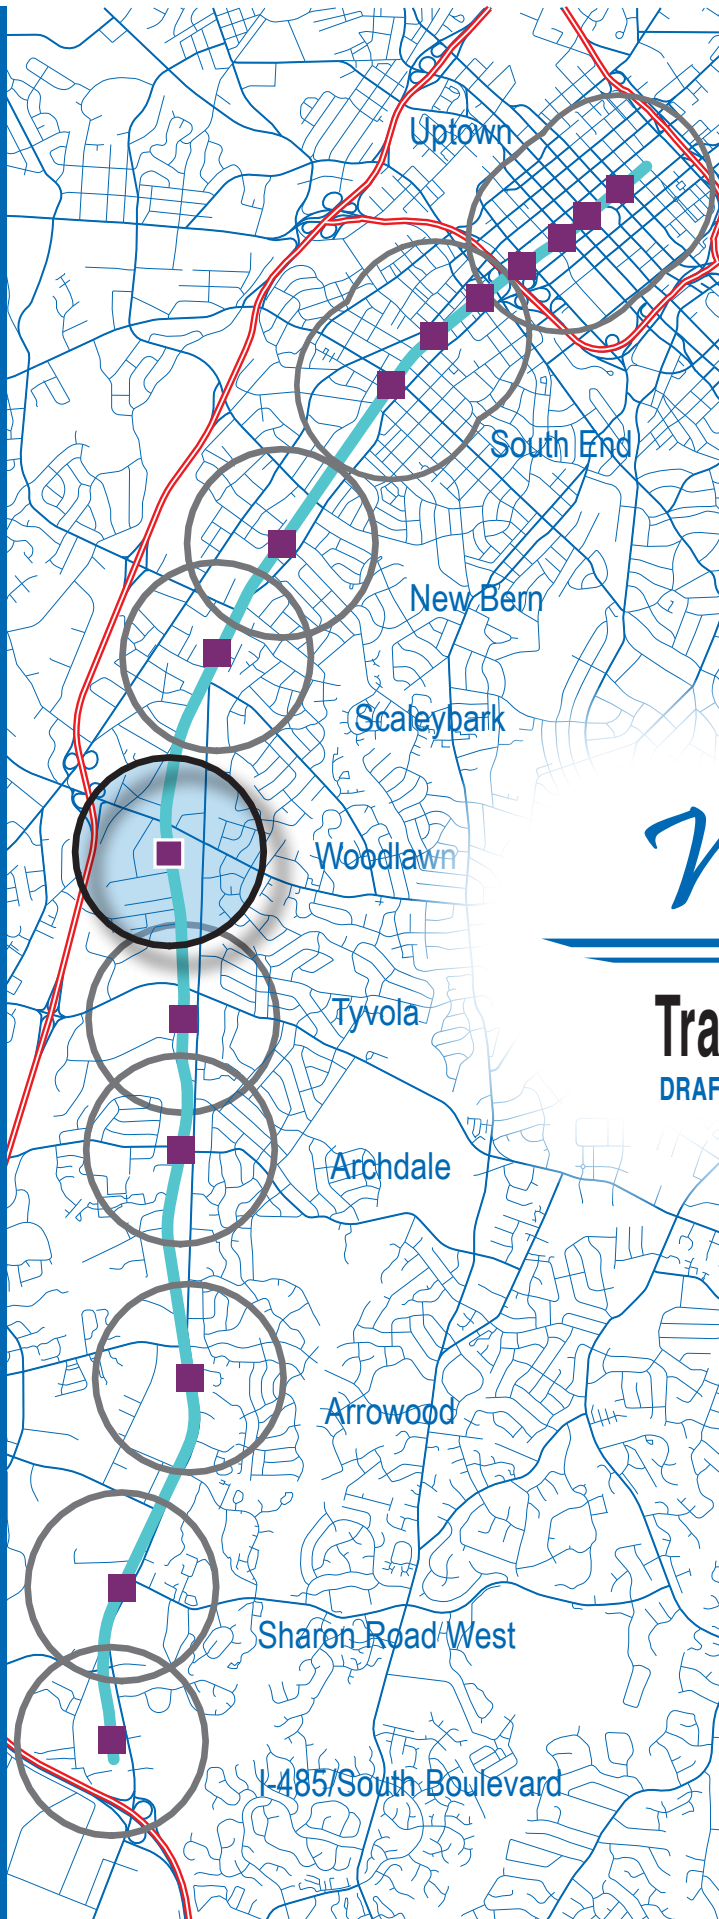 Uptown
South End
New Bern
Scaleybark
Woodlawn
Tyvola
Tra
DRAF
Archdale
Arrowood
Sharon Road West
I-485/South Boulevard